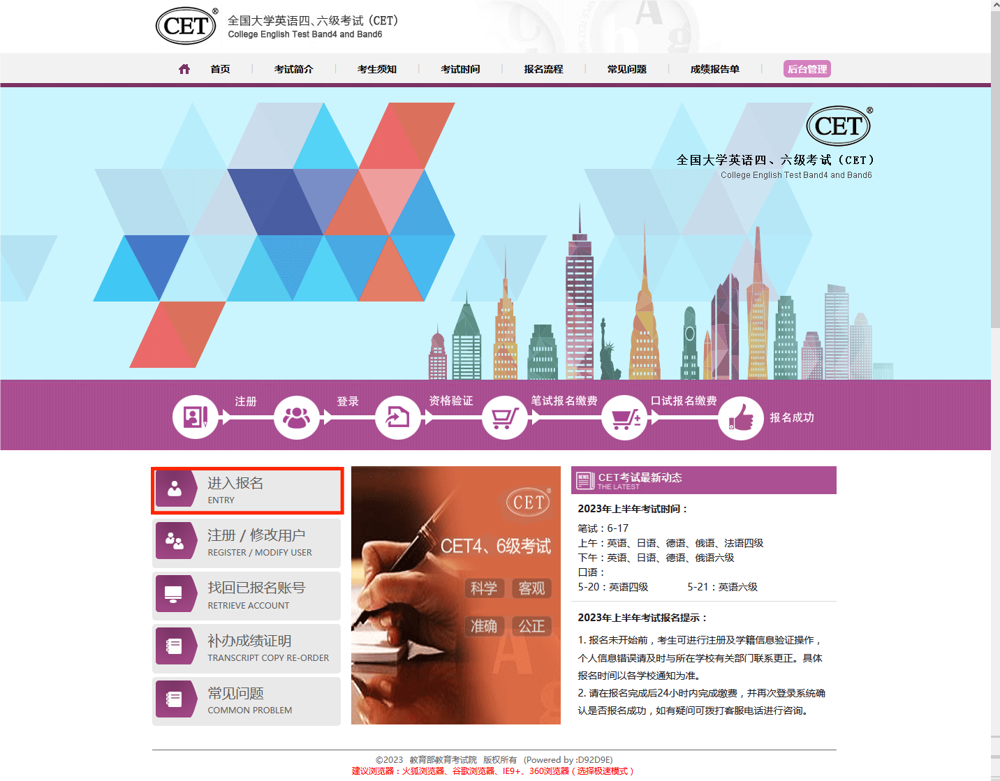 CET®
全国大学英语四、六级考试（CET）
College English Test Band4 and Band6
首页
考试简介
考生须知
考试时间
报名流程
常见问题
成绩报告单
后台管理
CET®
全国大学英语四、六级考试（CET）
College English Test Band4 and Band6
注册
登录
资格验证
笔试报名缴费
口试报名缴费
报名成功
进入报名
ENTRY
注册 / 修改用户
REGISTER / MODIFY USER
找回已报名账号
RETRIEVE ACCOUNT
补办成绩证明
TRANSCRIPT COPY RE-ORDER
常见问题
COMMON PROBLEM
CET®
CET4、6级考试
科学 客观
准确 公正
NEWS
CET考试最新动态
THE LATEST
2023年上半年考试时间：
笔试：6-17
上午：英语、日语、德语、俄语、法语四级
下午：英语、日语、德语、俄语六级
口语：
5-20：英语四级 5-21：英语六级
2023年上半年考试报名提示：
1. 报名未开始前，考生可进行注册及学籍信息验证操作，
个人信息错误请及时与所在学校有关部门联系更正。具体
报名时间以各学校通知为准。
2. 请在报名完成后24小时内完成缴费，并再次登录系统确
认是否报名成功，如有疑问可拨打客服电话进行咨询。
©2023 教育部教育考试院 版权所有 (Powered by :D92D9E)
建议浏览器：火狐浏览器、谷歌浏览器、IE9+、360浏览器（选择极速模式）